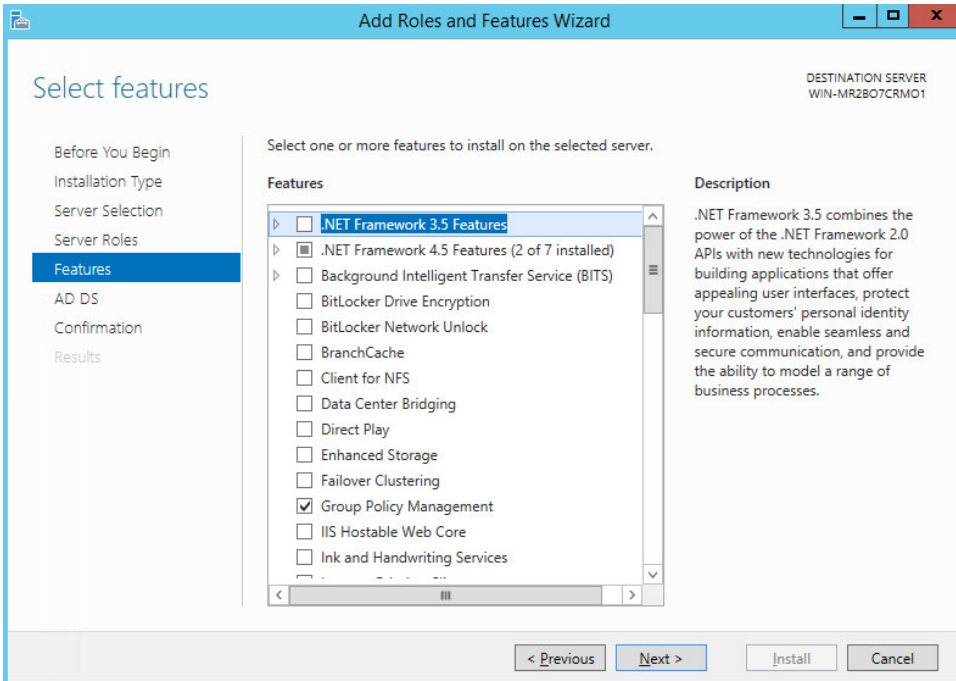 Add Roles and Features Wizard
Select features
DESTINATION SERVER
WIN-MR2BO7CRMO1
Before You Begin
Installation Type
Server Selection
Server Roles
Features
AD DS
Confirmation
Results
Select one or more features to install on the selected server.
Features
.NET Framework 3.5 Features
.NET Framework 4.5 Features (2 of 7 installed)
Background Intelligent Transfer Service (BITS)
BitLocker Drive Encryption
BitLocker Network Unlock
BranchCache
Client for NFS
Data Center Bridging
Direct Play
Enhanced Storage
Failover Clustering
Group Policy Management
IIS Hostable Web Core
Ink and Handwriting Services
Description
.NET Framework 3.5 combines the
power of the .NET Framework 2.0
APIs with new technologies for
building applications that offer
appealing user interfaces, protect
your customers' personal identity
information, enable seamless and
secure communication, and provide
the ability to model a range of
business processes.
< Previous
Next >
Install
Cancel